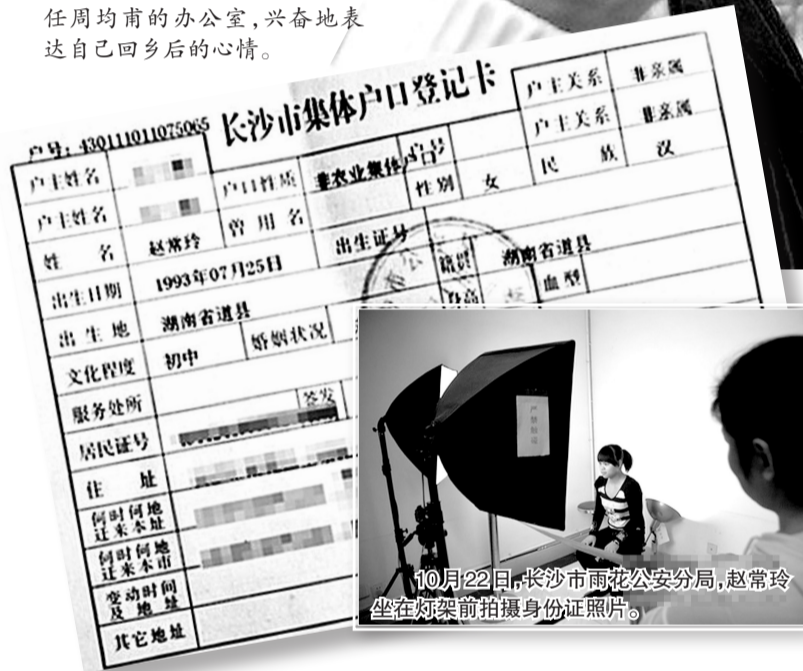 任周均甫的办公室,兴奋地表
达自己回乡后的心情。
长沙市集体户口登记卡
户号: 430111011075065
户主姓名 户口性质 非农业集体户口 户号 户主关系 非亲属
户主姓名 户主关系 非亲属
姓 名 赵常玲 曾用名 性别 女 民 族 汉
出生日期 1993年07月25日 出生证号
出生地 湖南省道县 籍贯 湖南省道县
文化程度 初中 婚姻状况 身高 血型
服务处所
居民证号 签发
住 址
何时何地
迁来本址
何时何地
迁来本市
变动时间
及 地 址
其它地址
10月22日,长沙市雨花公安分局,赵常玲
坐在灯架前拍摄身份证照片。